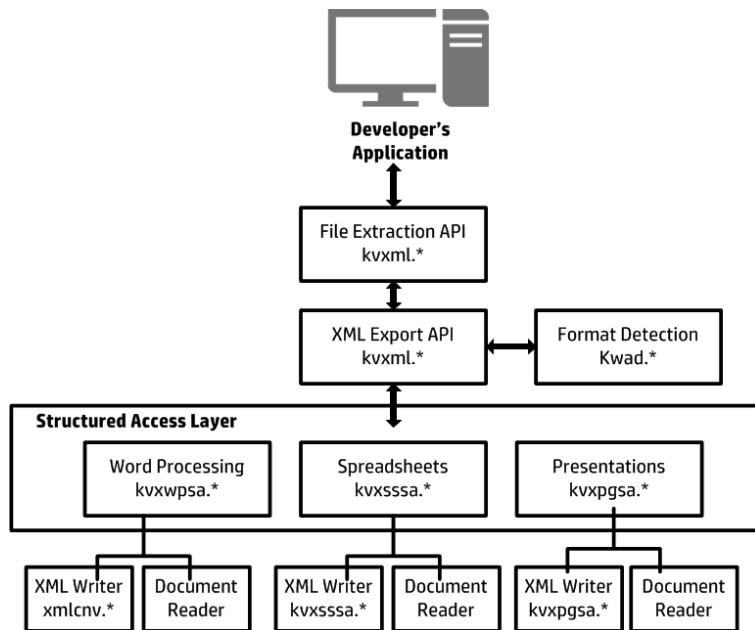 Developer's
Application
File Extraction API
kvxml.*
XML Export API
kvxml.*
Format Detection
Kwad.*
Structured Access Layer
Word Processing
kvxwpsa.*
Spreadsheets
kvxsssa.*
Presentations
kvxpgsa.*
XML Writer
xmlcnv.*
Document
Reader
XML Writer
kvxsssa.*
Document
Reader
XML Writer
kvxpgsa.*
Document
Reader